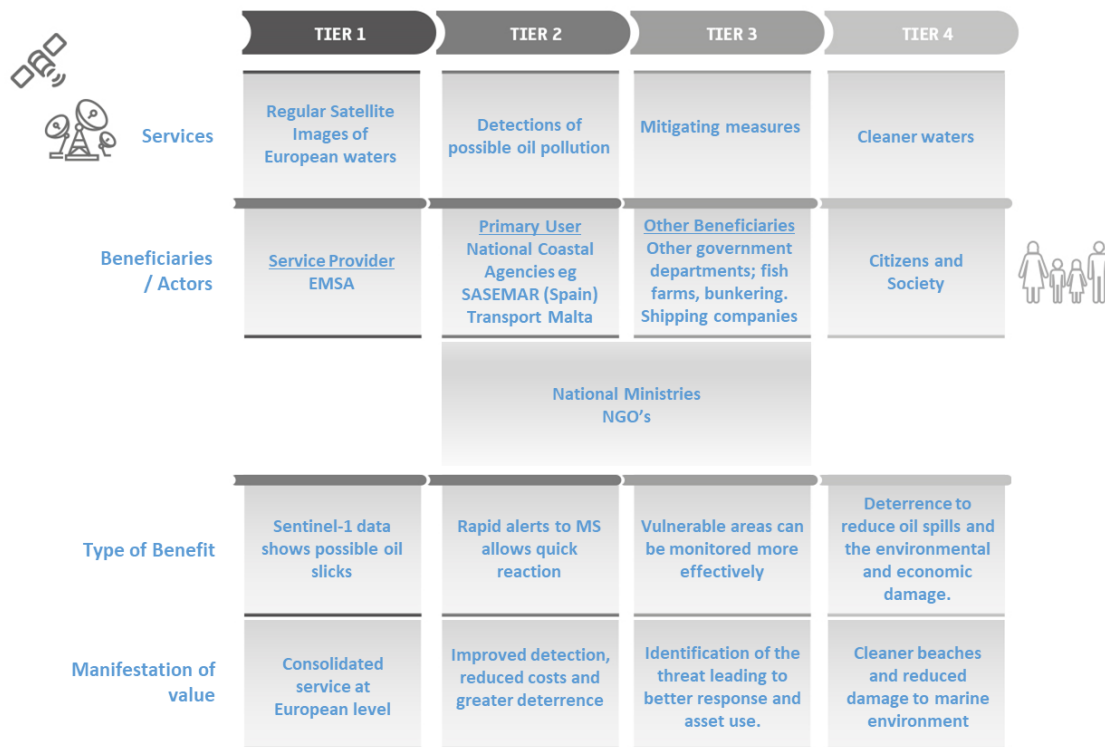 TIER 1
TIER 2
TIER 3
TIER 4
Services
Regular Satellite
Images of
European waters
Detections of
possible oil pollution
Mitigating measures
Cleaner waters
Beneficiaries
/ Actors
Service Provider
EMSA
Primary User
National Coastal
Agencies eg
SASEMAR (Spain)
Transport Malta
Other Beneficiaries
Other government
departments; fish
farms, bunkering.
Shipping companies
Citizens and
Society
National Ministries
NGO's
Type of Benefit
Sentinel-1 data
shows possible oil
slicks
Rapid alerts to MS
allows quick
reaction
Vulnerable areas can
be monitored more
effectively
Deterrence to
reduce oil spills and
the environmental
and economic
damage.
Manifestation of
value
Consolidated
service at
European level
Improved detection,
reduced costs and
greater deterrence
Identification of the
threat leading to
better response and
asset use.
Cleaner beaches
and reduced
damage to marine
environment